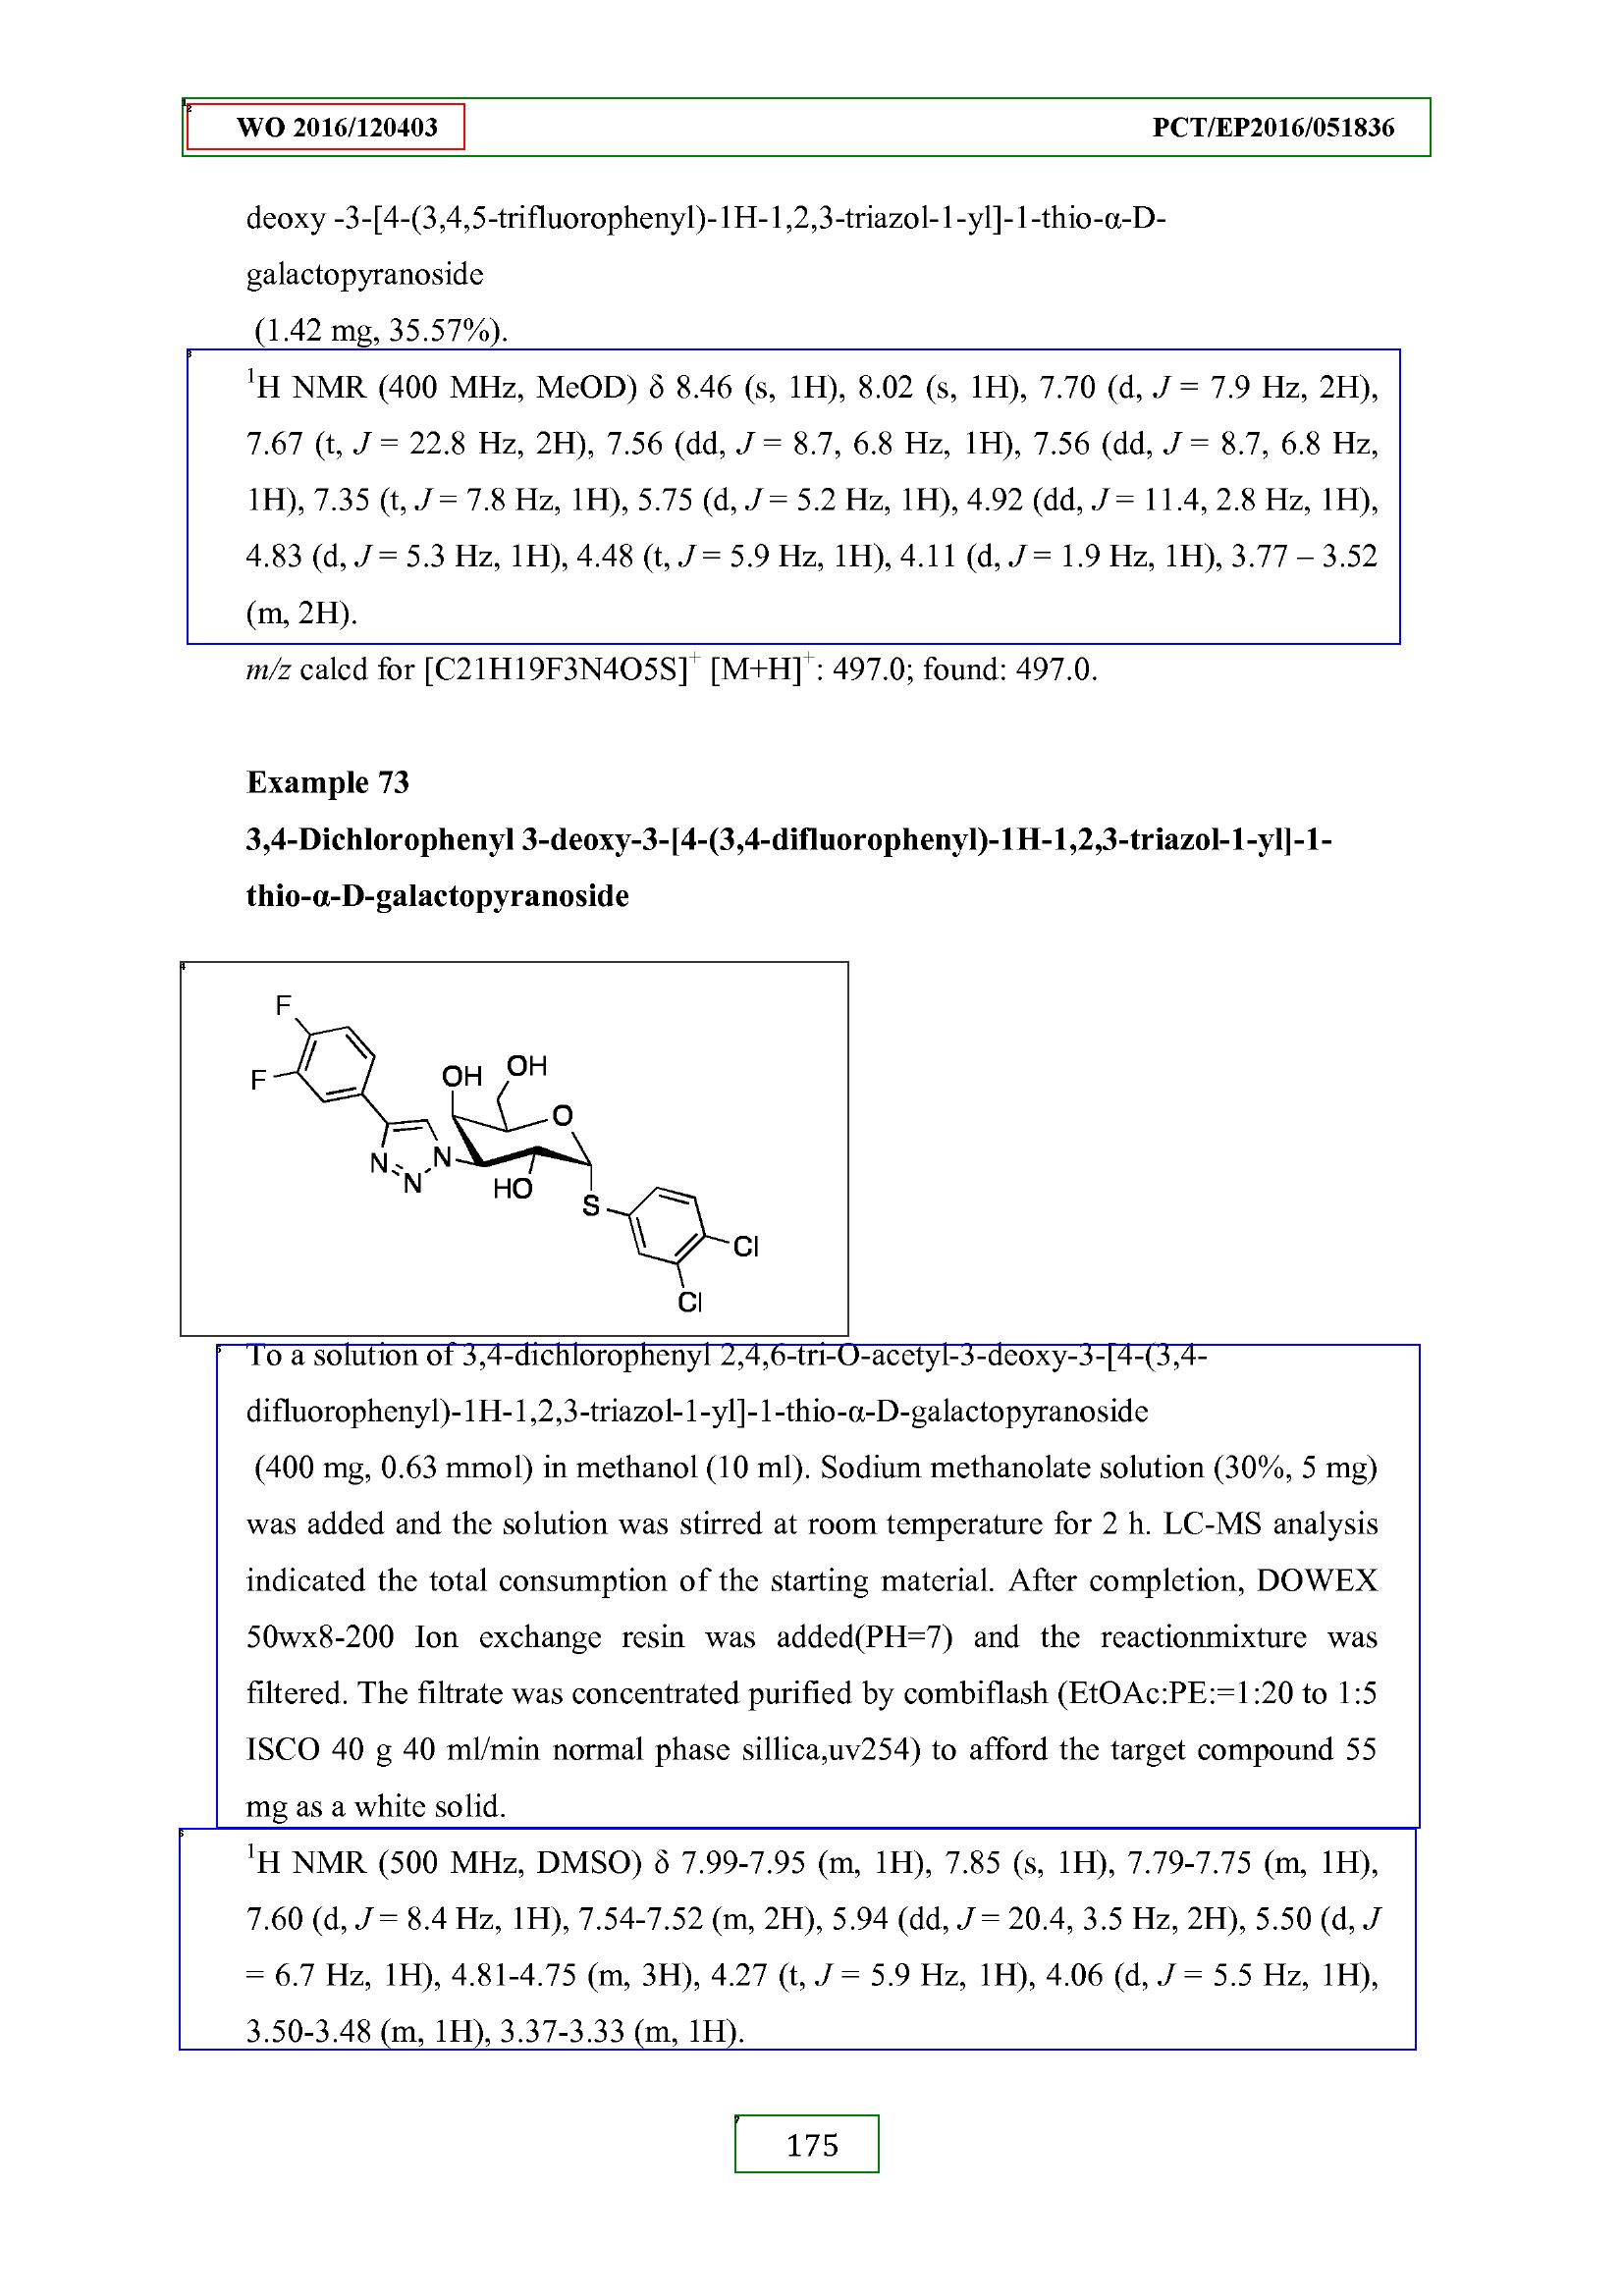 WO 2016/120403 PCT/EP2016/051836
deoxy -3-[4-(3,4,5-trifluorophenyl)-1H-1,2,3-triazol-1-yl]-1-thio-α-D-
galactopyranoside
(1.42 mg, 35.57%).
¹H NMR (400 MHz, MeOD) δ 8.46 (s, 1H), 8.02 (s, 1H), 7.70 (d, J = 7.9 Hz, 2H),
7.67 (t, J = 22.8 Hz, 2H), 7.56 (dd, J = 8.7, 6.8 Hz, 1H), 7.56 (dd, J = 8.7, 6.8 Hz,
1H), 7.35 (t, J = 7.8 Hz, 1H), 5.75 (d, J = 5.2 Hz, 1H), 4.92 (dd, J = 11.4, 2.8 Hz, 1H),
4.83 (d, J = 5.3 Hz, 1H), 4.48 (t, J = 5.9 Hz, 1H), 4.11 (d, J = 1.9 Hz, 1H), 3.77 – 3.52
(m, 2H).
m/z calcd for [C21H19F3N4O5S]⁺ [M+H]⁺: 497.0; found: 497.0.
Example 73
3,4-Dichlorophenyl 3-deoxy-3-[4-(3,4-difluorophenyl)-1H-1,2,3-triazol-1-yl]-1-
thio-α-D-galactopyranoside
F
F
OH
OH
O
N
N
N
HO
S
Cl
Cl
To a solution of 3,4-dichlorophenyl 2,4,6-tri-O-acetyl-3-deoxy-3-[4-(3,4-
difluorophenyl)-1H-1,2,3-triazol-1-yl]-1-thio-α-D-galactopyranoside
(400 mg, 0.63 mmol) in methanol (10 ml). Sodium methanolate solution (30%, 5 mg)
was added and the solution was stirred at room temperature for 2 h. LC-MS analysis
indicated the total consumption of the starting material. After completion, DOWEX
50wx8-200 Ion exchange resin was added(PH=7) and the reactionmixture was
filtered. The filtrate was concentrated purified by combiflash (EtOAc:PE:=1:20 to 1:5
ISCO 40 g 40 ml/min normal phase sillica,uv254) to afford the target compound 55
mg as a white solid.
¹H NMR (500 MHz, DMSO) δ 7.99-7.95 (m, 1H), 7.85 (s, 1H), 7.79-7.75 (m, 1H),
7.60 (d, J = 8.4 Hz, 1H), 7.54-7.52 (m, 2H), 5.94 (dd, J = 20.4, 3.5 Hz, 2H), 5.50 (d, J
= 6.7 Hz, 1H), 4.81-4.75 (m, 3H), 4.27 (t, J = 5.9 Hz, 1H), 4.06 (d, J = 5.5 Hz, 1H),
3.50-3.48 (m, 1H), 3.37-3.33 (m, 1H).
175